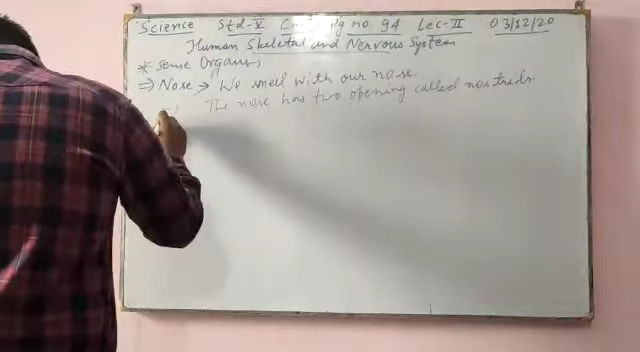 Science Std-V Pg no. 94 Lec-II 03/12/20
Human Skeletal and Nervous System
* Sense Organs
⇒ Nose → We smell with our nose.
The nose has two opening called nostrils.